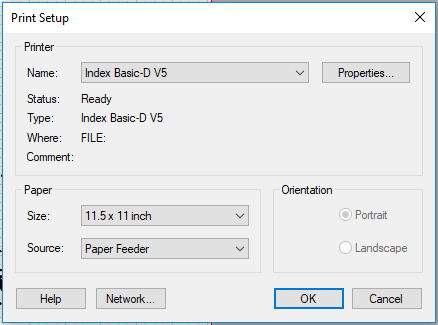 Print Setup
Printer
Name: Index Basic-D V5 Properties...
Status: Ready
Type: Index Basic-D V5
Where: FILE:
Comment:
Paper
Size: 11.5 x 11 inch
Source: Paper Feeder
Orientation
Portrait
Landscape
Help Network... OK Cancel